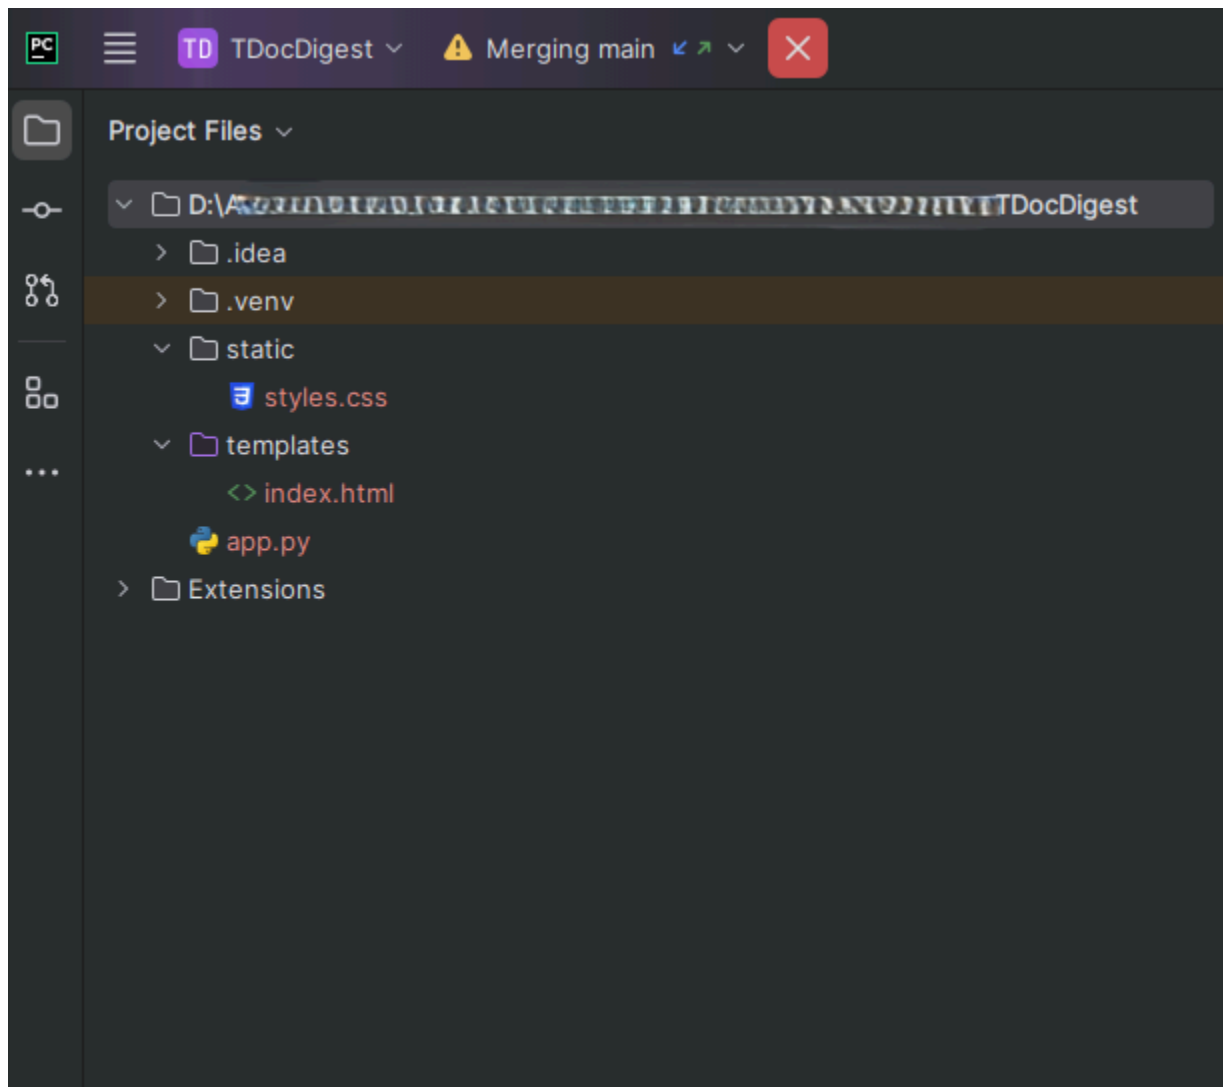 PC TD TDocDigest Merging main
Project Files
D:\ TDocDigest
.idea
.venv
static
styles.css
templates
index.html
app.py
Extensions